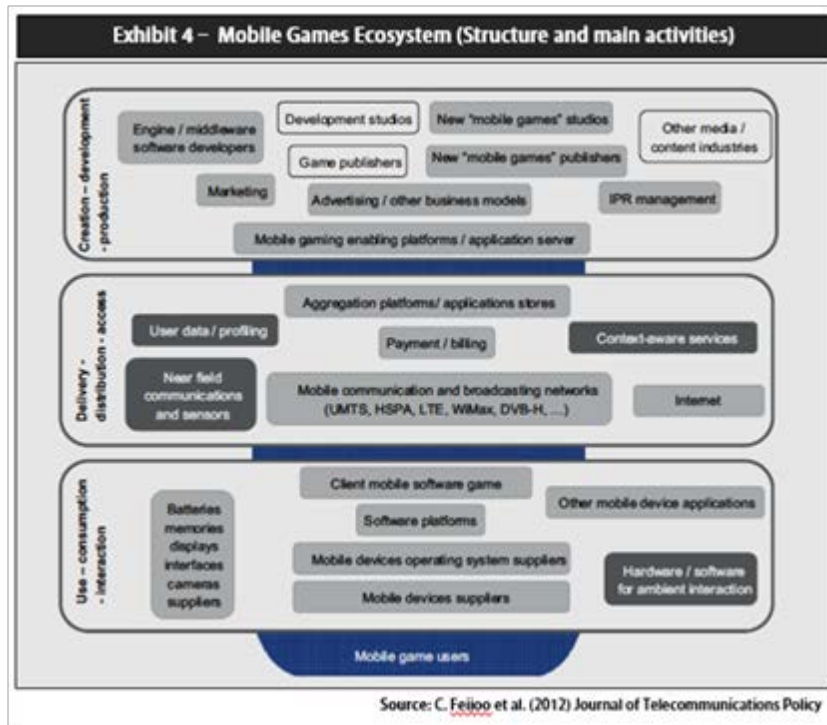 Exhibit 4 – Mobile Games Ecosystem (Structure and main activities)
Creation – development
- production
Engine / middleware
software developers
Development studios
New "mobile games" studios
Other media /
content industries
Game publishers
New "mobile games" publishers
Marketing
Advertising / other business models
IPR management
Mobile gaming enabling platforms / application server
Delivery -
distribution - access
Aggregation platforms/ applications stores
User data / profiling
Payment / billing
Context-aware services
Near field
communications
and sensors
Mobile communication and broadcasting networks
(UMTS, HSPA, LTE, WiMax, DVB-H, ...)
Internet
Use – consumption
- interaction
Client mobile software game
Batteries
memories
displays
interfaces
cameras
suppliers
Other mobile device applications
Software platforms
Mobile devices operating system suppliers
Hardware / software
for ambient interaction
Mobile devices suppliers
Mobile game users
Source: C. Feijoo et al. (2012) Journal of Telecommunications Policy